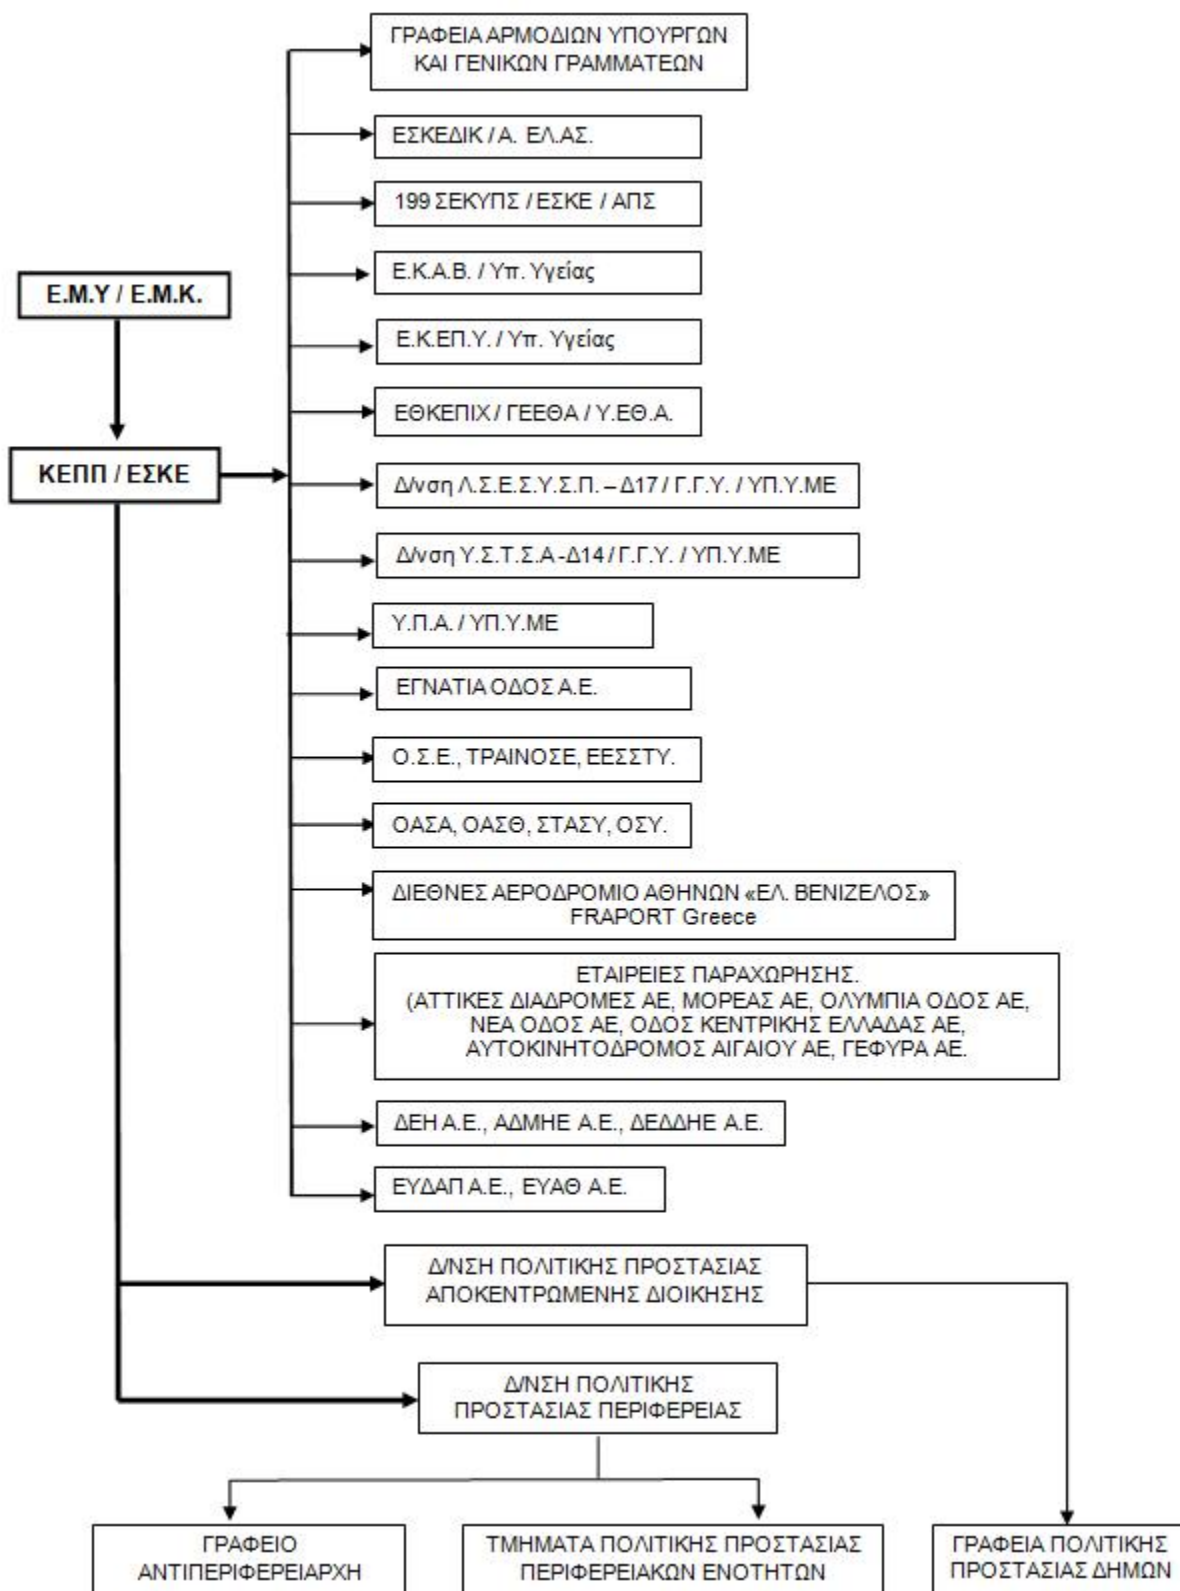 ΓΡΑΦΕΙΑ ΑΡΜΟΔΙΩΝ ΥΠΟΥΡΓΩΝ
ΚΑΙ ΓΕΝΙΚΩΝ ΓΡΑΜΜΑΤΕΩΝ
ΕΣΚΕΔΙΚ / Α. ΕΛ.ΑΣ.
199 ΣΕΚΥΠΣ / ΕΣΚΕ / ΑΠΣ
Ε.Κ.Α.Β. / Υπ. Υγείας
Ε.Μ.Υ / Ε.Μ.Κ.
Ε.Κ.ΕΠ.Υ. / Υπ. Υγείας
ΕΘΚΕΠΙΧ / ΓΕΕΘΑ / Υ.ΕΘ.Α.
ΚΕΠΠ / ΕΣΚΕ
Δ/νση Λ.Σ.Ε.Σ.Υ.Σ.Π. – Δ17 / Γ.Γ.Υ. / ΥΠ.Υ.ΜΕ
Δ/νση Υ.Σ.Τ.Σ.Α -Δ14 / Γ.Γ.Υ. / ΥΠ.Υ.ΜΕ
Υ.Π.Α. / ΥΠ.Υ.ΜΕ
ΕΓΝΑΤΙΑ ΟΔΟΣ Α.Ε.
Ο.Σ.Ε., ΤΡΑΙΝΟΣΕ, ΕΕΣΣΤΥ.
ΟΑΣΑ, ΟΑΣΘ, ΣΤΑΣΥ, ΟΣΥ.
ΔΙΕΘΝΕΣ ΑΕΡΟΔΡΟΜΙΟ ΑΘΗΝΩΝ «ΕΛ. ΒΕΝΙΖΕΛΟΣ»
FRAPORT Greece
ΕΤΑΙΡΕΙΕΣ ΠΑΡΑΧΩΡΗΣΗΣ.
(ΑΤΤΙΚΕΣ ΔΙΑΔΡΟΜΕΣ ΑΕ, ΜΟΡΕΑΣ ΑΕ, ΟΛΥΜΠΙΑ ΟΔΟΣ ΑΕ,
ΝΕΑ ΟΔΟΣ ΑΕ, ΟΔΟΣ ΚΕΝΤΡΙΚΗΣ ΕΛΛΑΔΑΣ ΑΕ,
ΑΥΤΟΚΙΝΗΤΟΔΡΟΜΟΣ ΑΙΓΑΙΟΥ ΑΕ, ΓΕΦΥΡΑ ΑΕ.
ΔΕΗ Α.Ε., ΑΔΜΗΕ Α.Ε., ΔΕΔΔΗΕ Α.Ε.
ΕΥΔΑΠ Α.Ε., ΕΥΑΘ Α.Ε.
Δ/ΝΣΗ ΠΟΛΙΤΙΚΗΣ ΠΡΟΣΤΑΣΙΑΣ
ΑΠΟΚΕΝΤΡΩΜΕΝΗΣ ΔΙΟΙΚΗΣΗΣ
Δ/ΝΣΗ ΠΟΛΙΤΙΚΗΣ
ΠΡΟΣΤΑΣΙΑΣ ΠΕΡΙΦΕΡΕΙΑΣ
ΓΡΑΦΕΙΟ
ΑΝΤΙΠΕΡΙΦΕΡΕΙΑΡΧΗ
ΤΜΗΜΑΤΑ ΠΟΛΙΤΙΚΗΣ ΠΡΟΣΤΑΣΙΑΣ
ΠΕΡΙΦΕΡΕΙΑΚΩΝ ΕΝΟΤΗΤΩΝ
ΓΡΑΦΕΙΑ ΠΟΛΙΤΙΚΗΣ
ΠΡΟΣΤΑΣΙΑΣ ΔΗΜΩΝ